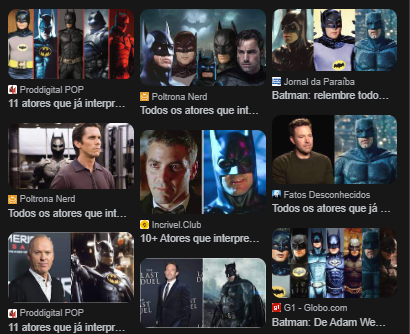 Proddigital POP
11 atores que já interpr...
Poltrona Nerd
Todos os atores que int...
Jornal da Paraíba
Batman: relembre todo...
Poltrona Nerd
Todos os atores que int...
Incrivel.Club
10+ Atores que interpre...
Fatos Desconhecidos
Todos os atores que já ...
Proddigital POP
11 atores que já interpr...
THE
LAST
DUEL
G1 - Globo.com
Batman: De Adam We...